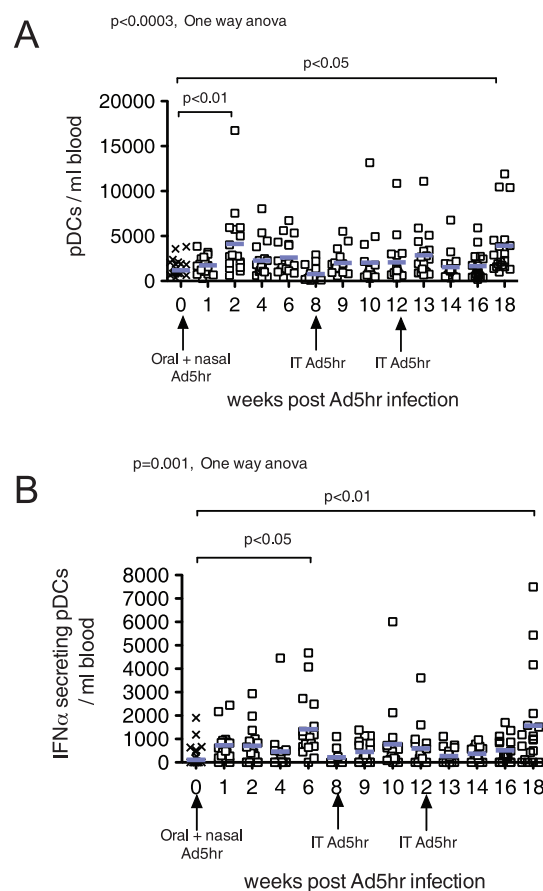 A
p<0.0003, One way anova
p<0.05
p<0.01
pDCs / ml blood
20000
15000
10000
5000
0
0 1 2 4 6 8 9 10 12 13 14 16 18
Oral + nasal
Ad5hr
IT Ad5hr
IT Ad5hr
weeks post Ad5hr infection
B
p=0.001, One way anova
p<0.01
p<0.05
IFNα secreting pDCs
/ ml blood
8000
7000
6000
5000
4000
3000
2000
1000
0
0 1 2 4 6 8 9 10 12 13 14 16 18
Oral + nasal
Ad5hr
IT Ad5hr
IT Ad5hr
weeks post Ad5hr infection